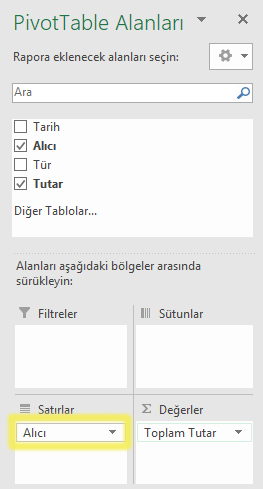 PivotTable Alanları
Rapora eklenecek alanları seçin:
Ara
Tarih
Alıcı
Tür
Tutar
Diğer Tablolar...
Alanları aşağıdaki bölgeler arasında
sürükleyin:
Filtreler
Sütunlar
Satırlar
Σ Değerler
Alıcı
Toplam Tutar